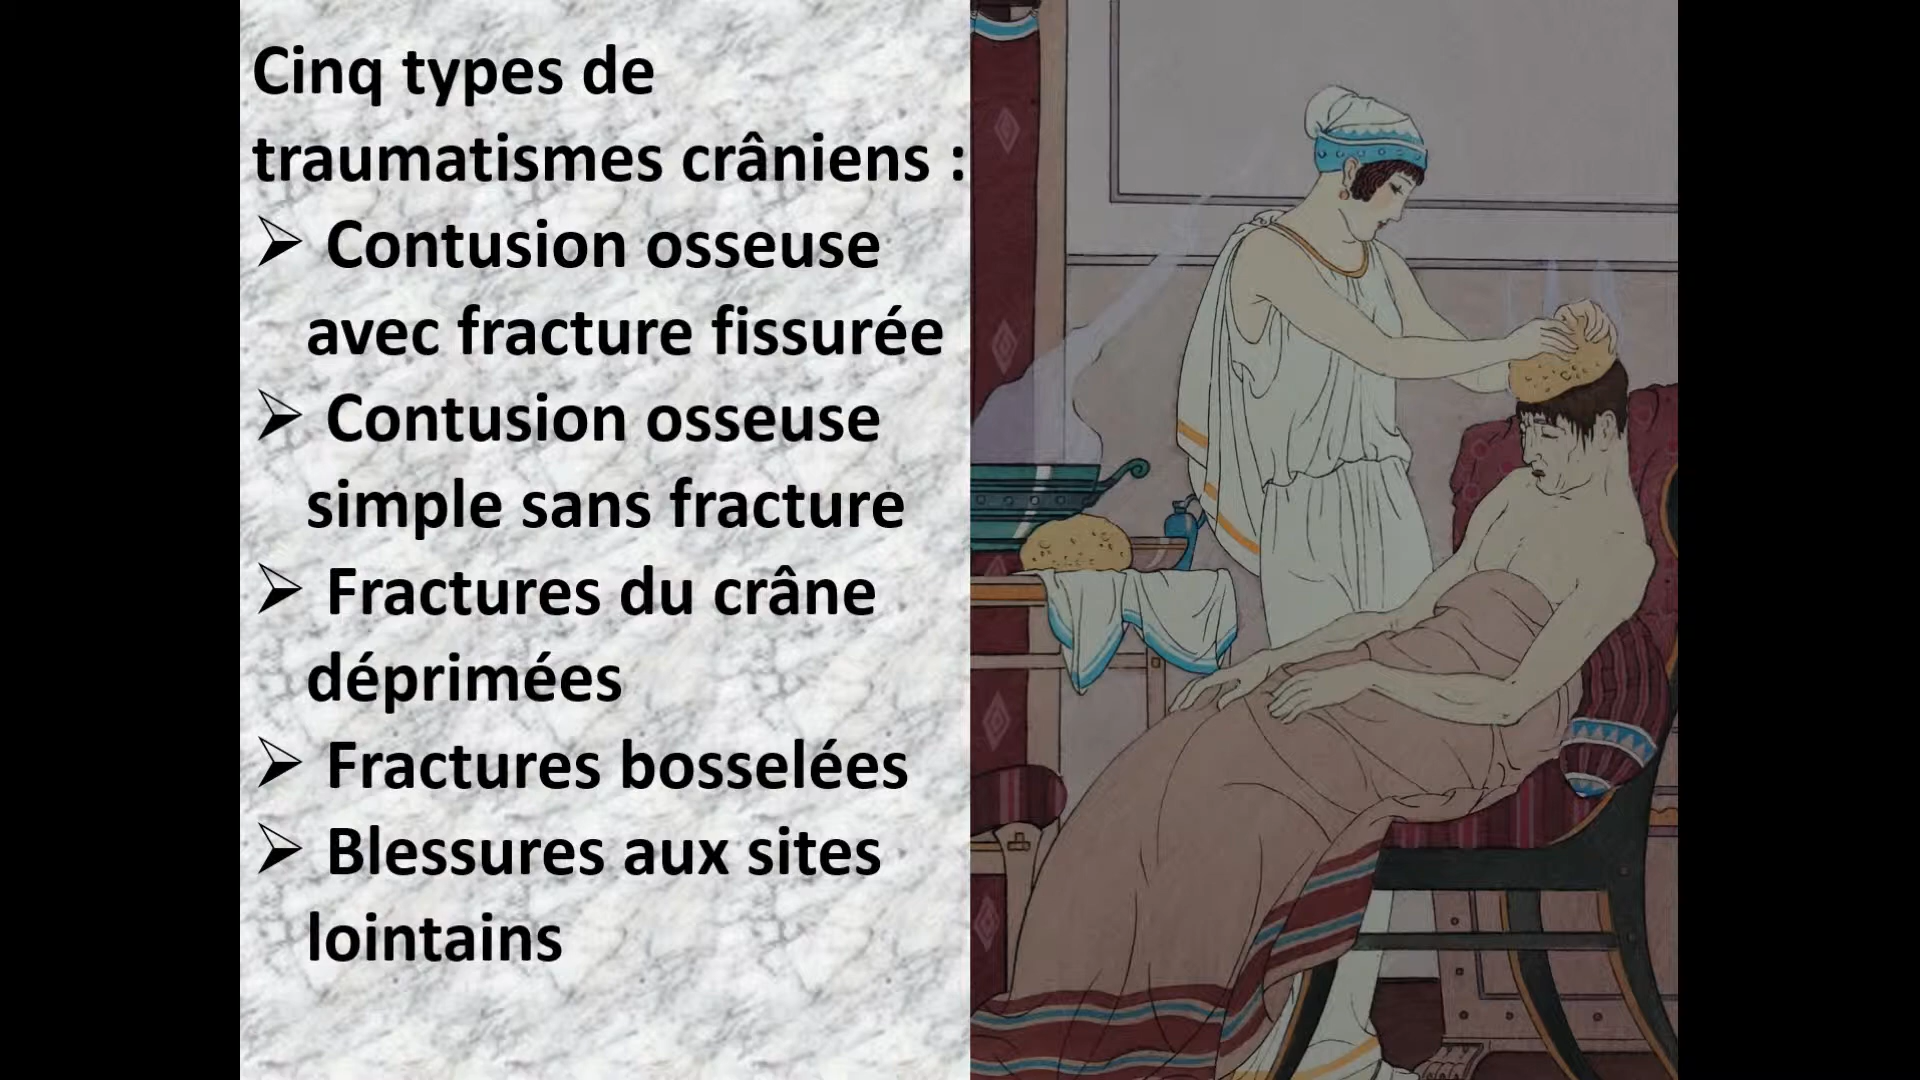 Cinq types de
traumatismes crâniens :
➢ Contusion osseuse
avec fracture fissurée
➢ Contusion osseuse
simple sans fracture
➢ Fractures du crâne
déprimées
➢ Fractures bosselées
➢ Blessures aux sites
lointains